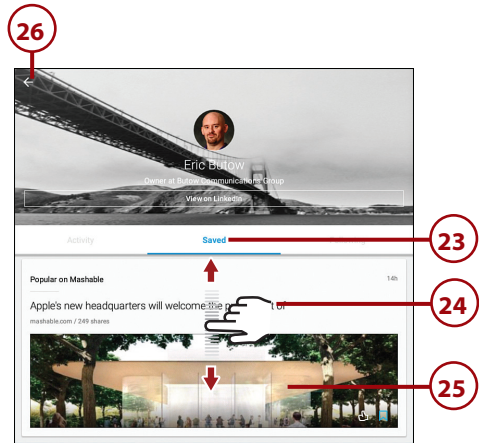 26
Eric Butow
Owner at Butow Communications Group
View on LinkedIn
Activity Saved
23
Popular on Mashable 14h
24
Apple's new headquarters will welcome the of
mashable.com / 249 shares
25